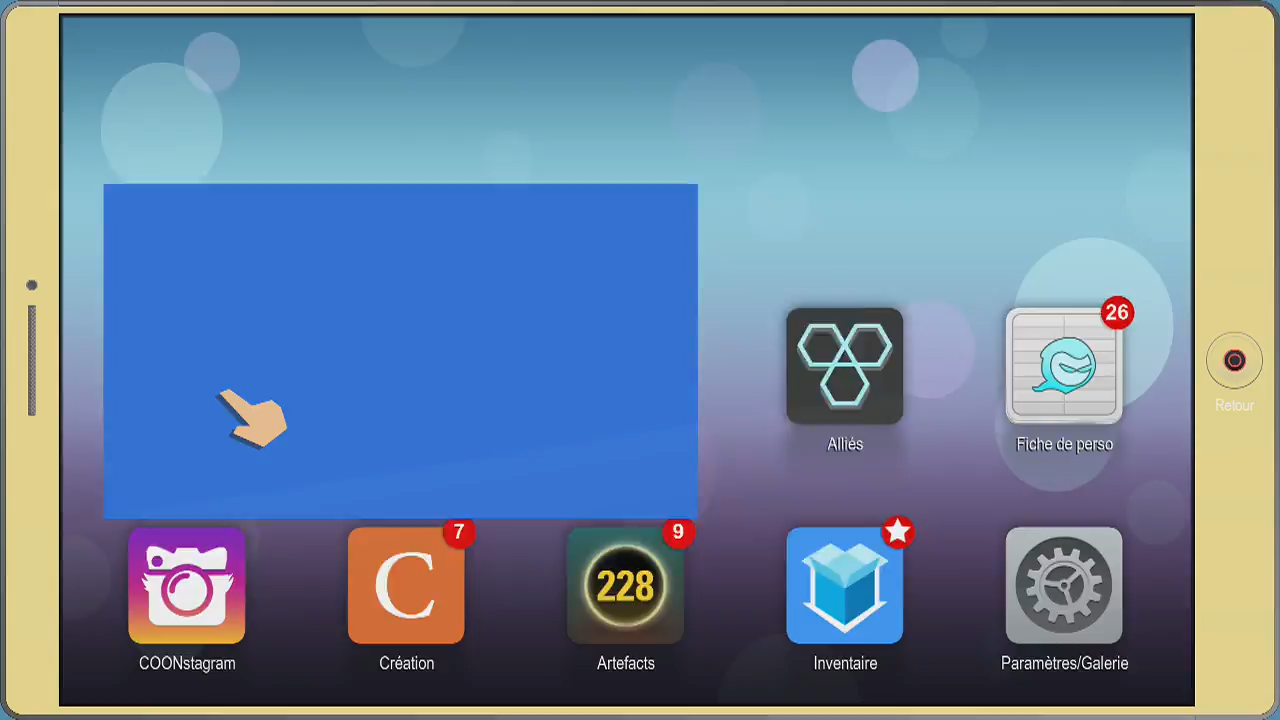 26
Alliés
Fiche de perso
Retour
7
9
C
228
COONstagram
Création
Artefacts
Inventaire
Paramètres/Galerie